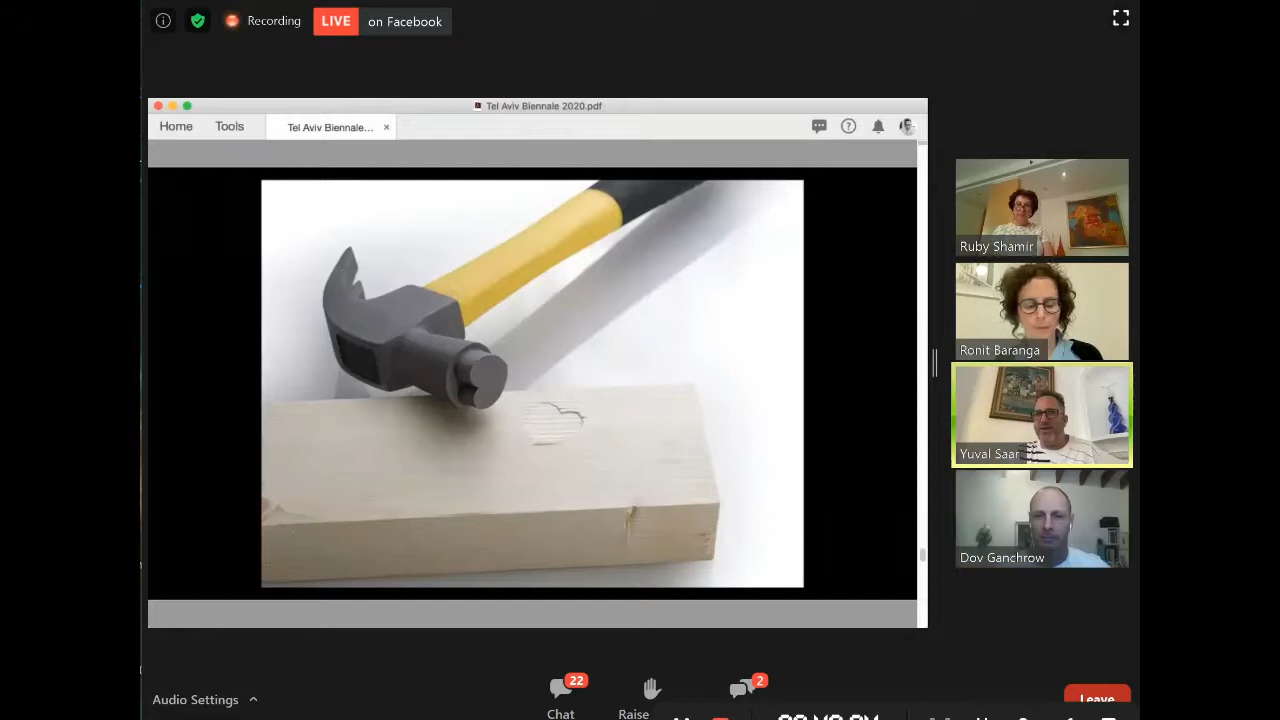 Recording
LIVE on Facebook
Tel Aviv Biennale 2020.pdf
Home Tools Tel Aviv Biennale... ×
Ruby Shamir
Ronit Baranga
Yuval Saar
Dov Ganchrow
Audio Settings
22
Chat
Raise
2
Leave